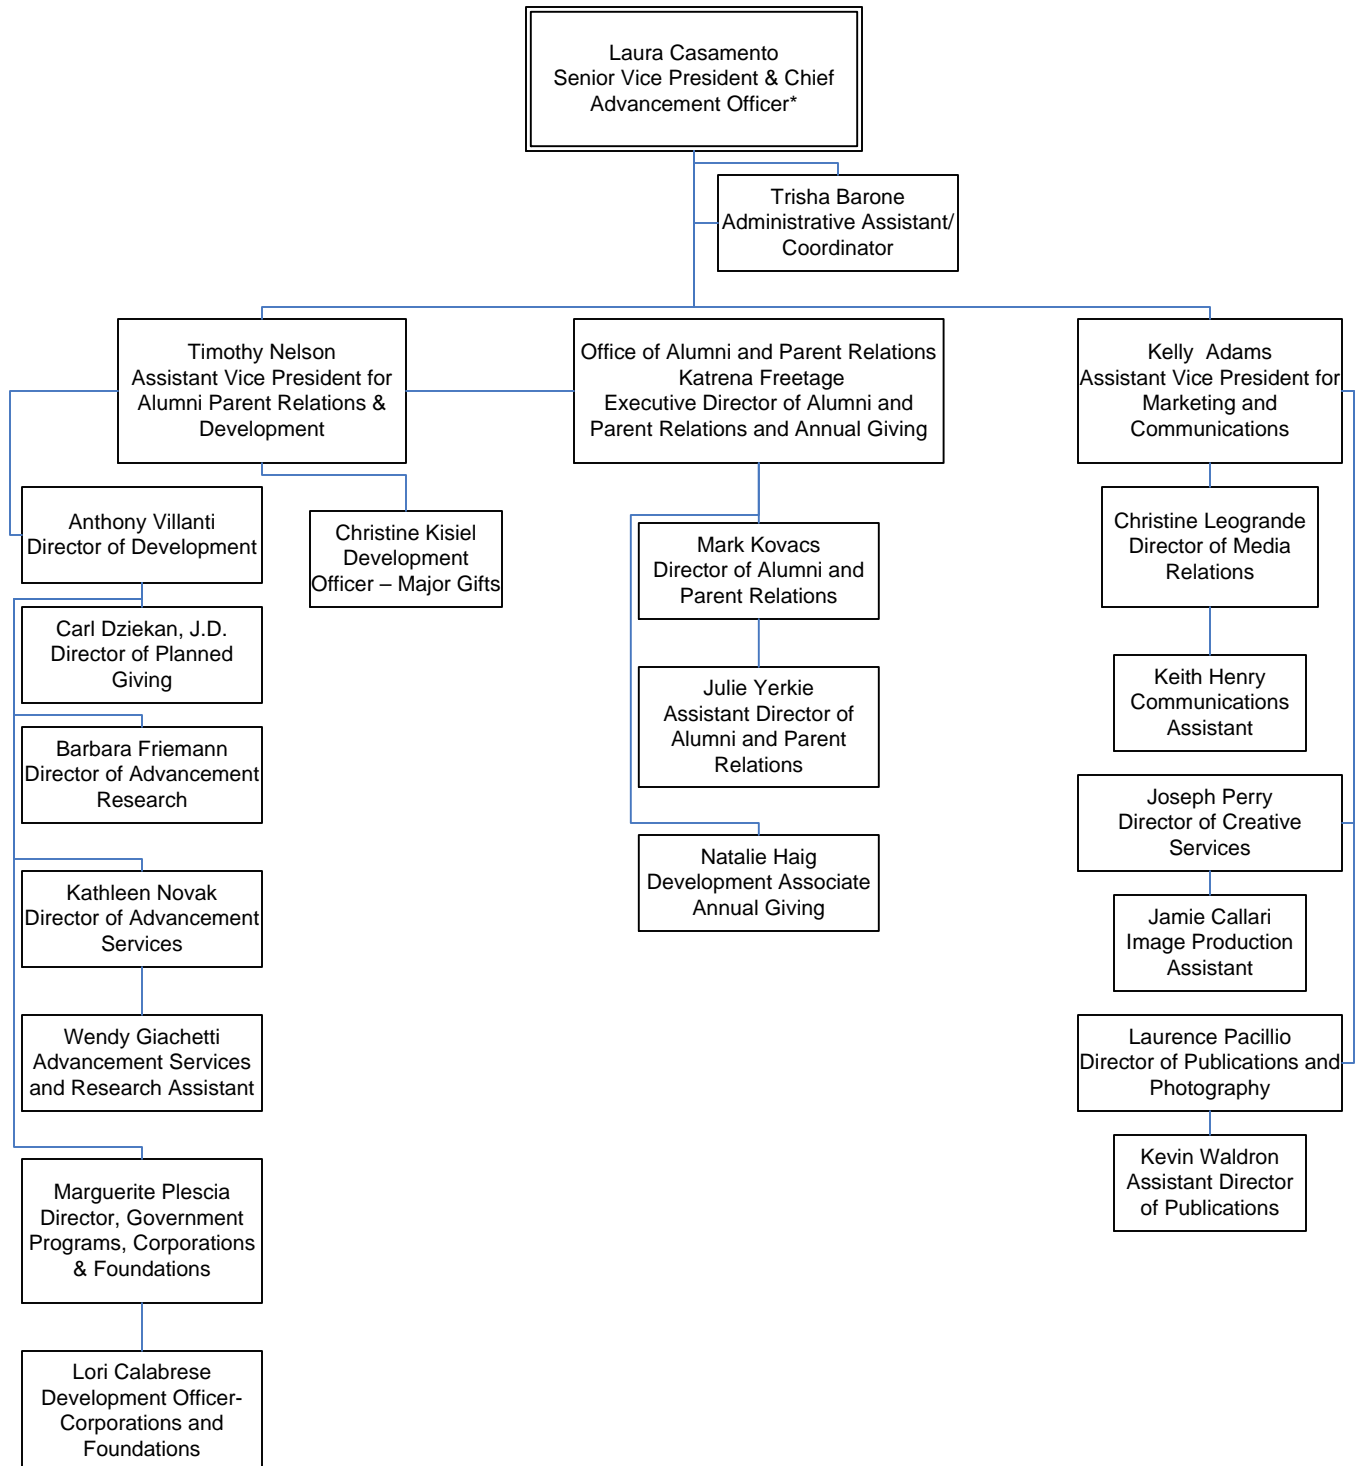 Laura Casamento
Senior Vice President & Chief
Advancement Officer*
Trisha Barone
Administrative Assistant/
Coordinator
Timothy Nelson
Assistant Vice President for
Alumni Parent Relations &
Development
Office of Alumni and Parent Relations
Katrena Freetage
Executive Director of Alumni and
Parent Relations and Annual Giving
Kelly  Adams
Assistant Vice President for
Marketing and
Communications
Anthony Villanti
Director of Development
Christine Kisiel
Development
Officer – Major Gifts
Carl Dziekan, J.D.
Director of Planned
Giving
Barbara Friemann
Director of Advancement
Research
Kathleen Novak
Director of Advancement
Services
Wendy Giachetti
Advancement Services
and Research Assistant
Marguerite Plescia
Director, Government
Programs, Corporations
& Foundations
Lori Calabrese
Development Officer-
Corporations and
Foundations
Mark Kovacs
Director of Alumni and
Parent Relations
Julie Yerkie
Assistant Director of
Alumni and Parent
Relations
Natalie Haig
Development Associate
Annual Giving
Christine Leogrande
Director of Media
Relations
Keith Henry
Communications
Assistant
Joseph Perry
Director of Creative
Services
Jamie Callari
Image Production
Assistant
Laurence Pacillio
Director of Publications and
Photography
Kevin Waldron
Assistant Director
of Publications